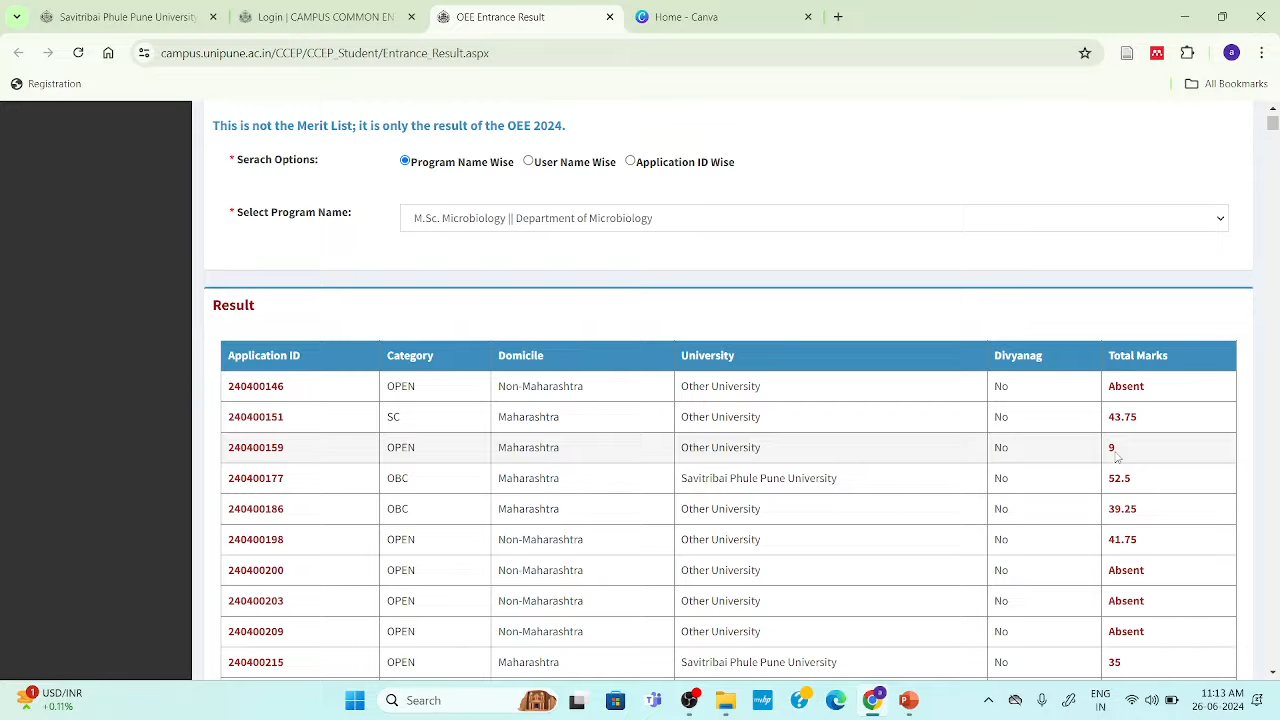 Savitribai Phule Pune University
Login | CAMPUS COMMON EN
OEE Entrance Result
Home - Canva
campus.unipune.ac.in/CCEP/CCEP_Student/Entrance_Result.aspx
a
Registration
All Bookmarks
This is not the Merit List; it is only the result of the OEE 2024.
* Serach Options: Program Name Wise User Name Wise Application ID Wise
* Select Program Name: M.Sc. Microbiology || Department of Microbiology
Result
Application ID Category Domicile University Divyanag Total Marks
240400146 OPEN Non-Maharashtra Other University No Absent
240400151 SC Maharashtra Other University No 43.75
240400159 OPEN Maharashtra Other University No 9
240400177 OBC Maharashtra Savitribai Phule Pune University No 52.5
240400186 OBC Maharashtra Other University No 39.25
240400198 OPEN Non-Maharashtra Other University No 41.75
240400200 OPEN Non-Maharashtra Other University No Absent
240400203 OPEN Non-Maharashtra Other University No Absent
240400209 OPEN Non-Maharashtra Other University No Absent
240400215 OPEN Maharashtra Savitribai Phule Pune University No 35
1 USD/INR
+0.11%
Search
ENG
IN
11:13 AM
26-06-2024